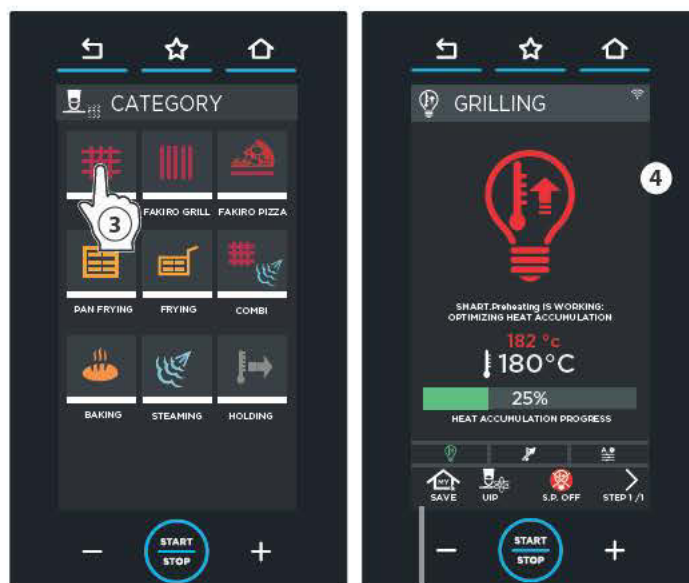 CATEGORY
3
FAKIRO GRILL
FAKIRO PIZZA
PAN FRYING
FRYING
COMBI
BAKING
STEAMING
HOLDING
START
STOP
4
GRILLING
SMART.Preheating IS WORKING:
OPTIMIZING HEAT ACCUMULATION
182 °c
180°C
25%
HEAT ACCUMULATION PROGRESS
MY
SAVE
UIP
S.P. OFF
STEP 1 /1
START
STOP